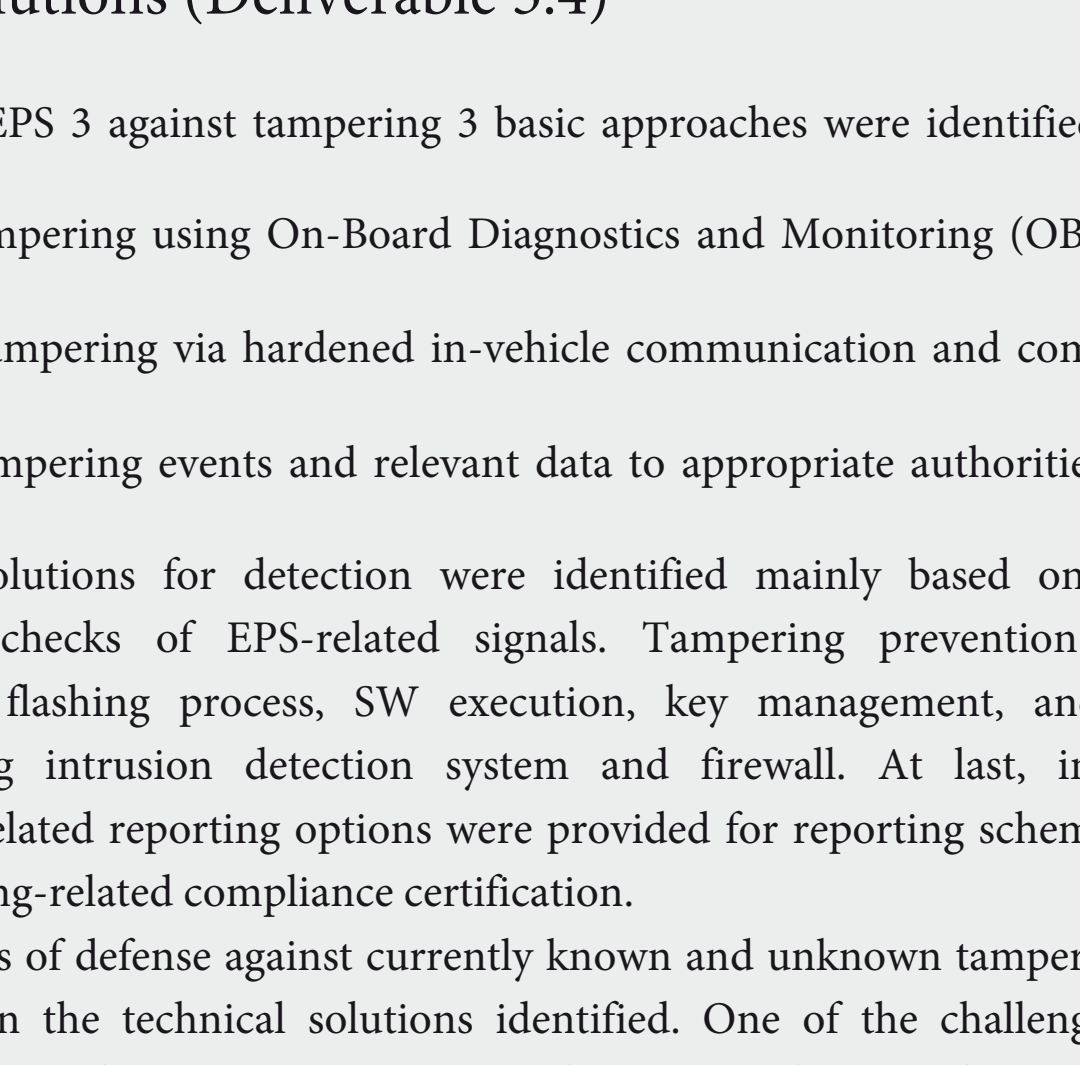 lutions (Deliverable 3.4)
EPS 3 against tampering 3 basic approaches were identified
mpering using On-Board Diagnostics and Monitoring (OB
ampering via hardened in-vehicle communication and com
mpering events and relevant data to appropriate authoritie
olutions for detection were identified mainly based on
checks of EPS-related signals. Tampering prevention
flashing process, SW execution, key management, and
g intrusion detection system and firewall. At last, in
elated reporting options were provided for reporting schem
ng-related compliance certification.
s of defense against currently known and unknown tamper
n the technical solutions identified. One of the challeng